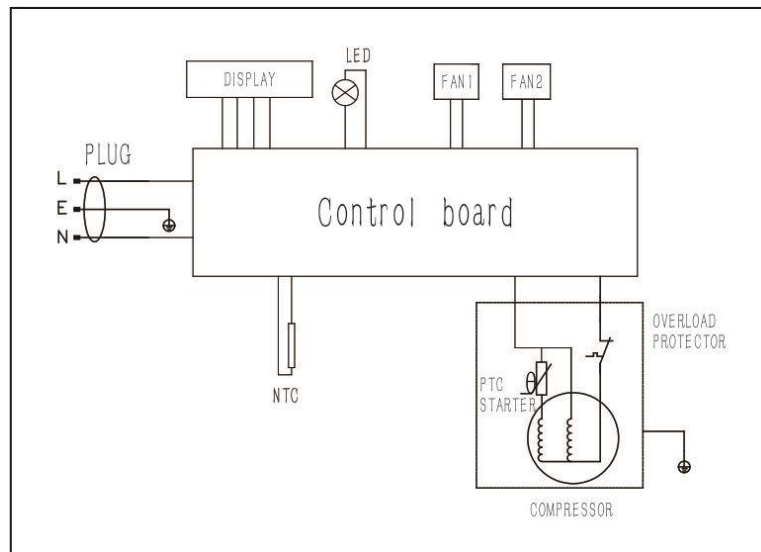 LED
DISPLAY
FAN1
FAN2
PLUG
L
E
N
Control board
OVERLOAD
PROTECTOR
PTC
STARTER
NTC
COMPRESSOR